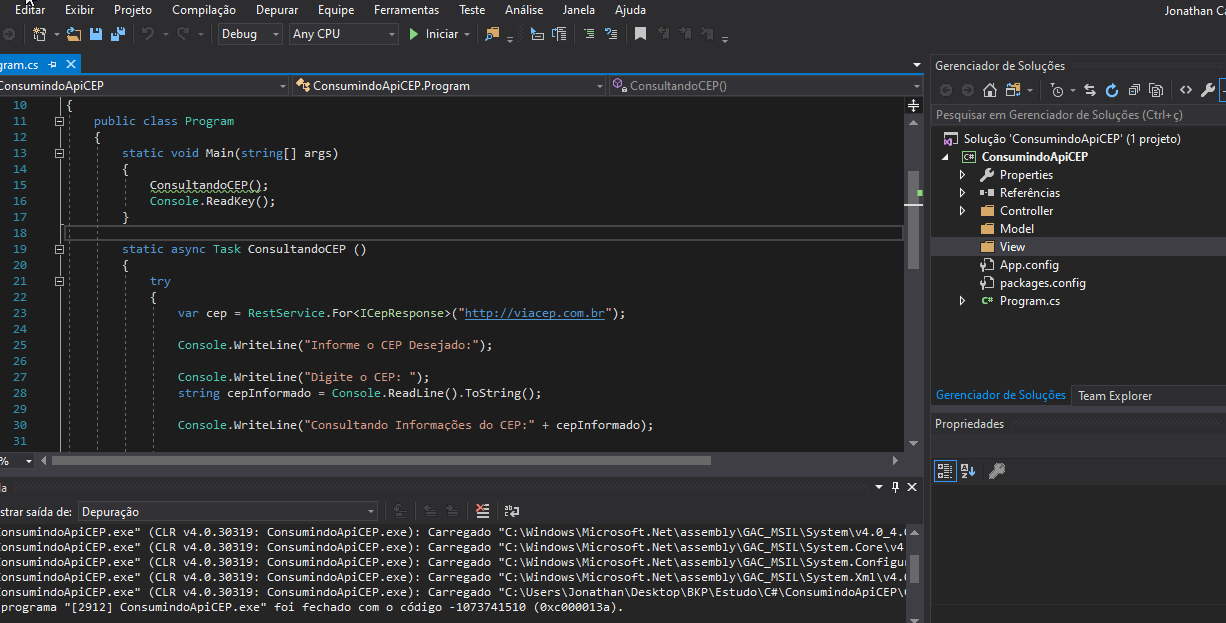 Editar Exibir Projeto Compilação Depurar Equipe Ferramentas Teste Análise Janela Ajuda
Jonathan Ca
Debug Any CPU Iniciar
gram.cs
ConsumindoApiCEP ConsumindoApiCEP.Program ConsultandoCEP()
10 {
11 public class Program
12 {
13 static void Main(string[] args)
14 {
15 ConsultandoCEP();
16 Console.ReadKey();
17 }
18
19 static async Task ConsultandoCEP ()
20 {
21 try
22 {
23 var cep = RestService.For<ICepResponse>("http://viacep.com.br");
24
25 Console.WriteLine("Informe o CEP Desejado:");
26
27 Console.WriteLine("Digite o CEP: ");
28 string cepInformado = Console.ReadLine().ToString();
29
30 Console.WriteLine("Consultando Informações do CEP:" + cepInformado);
31
%
da
strar saída de: Depuração
ConsumindoApiCEP.exe" (CLR v4.0.30319: ConsumindoApiCEP.exe): Carregado "C:\Windows\Microsoft.Net\assembly\GAC_MSIL\System\v4.0_4.0
ConsumindoApiCEP.exe" (CLR v4.0.30319: ConsumindoApiCEP.exe): Carregado "C:\Windows\Microsoft.Net\assembly\GAC_MSIL\System.Core\v4
ConsumindoApiCEP.exe" (CLR v4.0.30319: ConsumindoApiCEP.exe): Carregado "C:\Windows\Microsoft.Net\assembly\GAC_MSIL\System.Configur
ConsumindoApiCEP.exe" (CLR v4.0.30319: ConsumindoApiCEP.exe): Carregado "C:\Windows\Microsoft.Net\assembly\GAC_MSIL\System.Xml\v4.0
ConsumindoApiCEP.exe" (CLR v4.0.30319: ConsumindoApiCEP.exe): Carregado "C:\Users\Jonathan\Desktop\BKP\Estudo\C#\ConsumindoApiCEP\C
programa "[2912] ConsumindoApiCEP.exe" foi fechado com o código -1073741510 (0xc000013a).
Gerenciador de Soluções
Pesquisar em Gerenciador de Soluções (Ctrl+ç)
Solução 'ConsumindoApiCEP' (1 projeto)
C# ConsumindoApiCEP
Properties
Referências
Controller
Model
View
App.config
packages.config
C# Program.cs
Gerenciador de Soluções Team Explorer
Propriedades